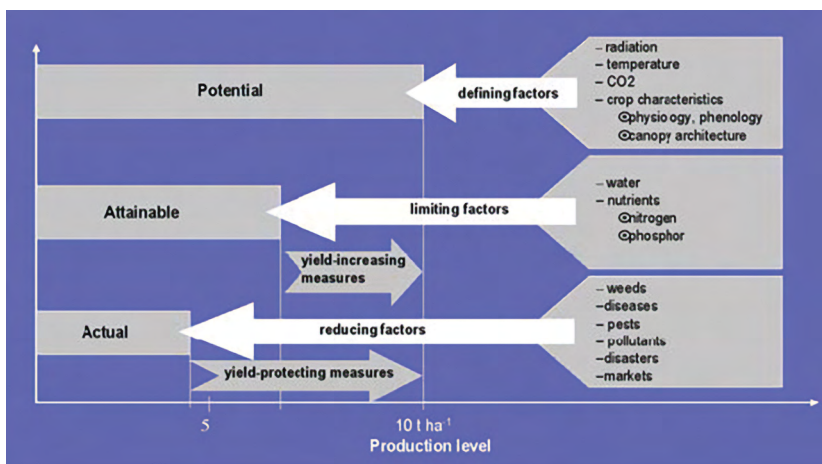 Potential
defining factors
– radiation
– temperature
– CO2
– crop characteristics
physiology, phenology
canopy architecture
Attainable
limiting factors
– water
– nutrients
nitrogen
phosphor
yield-increasing
measures
Actual
reducing factors
– weeds
–diseases
– pests
– pollutants
–disasters
–markets
yield-protecting measures
5
10 t ha⁻¹
Production level